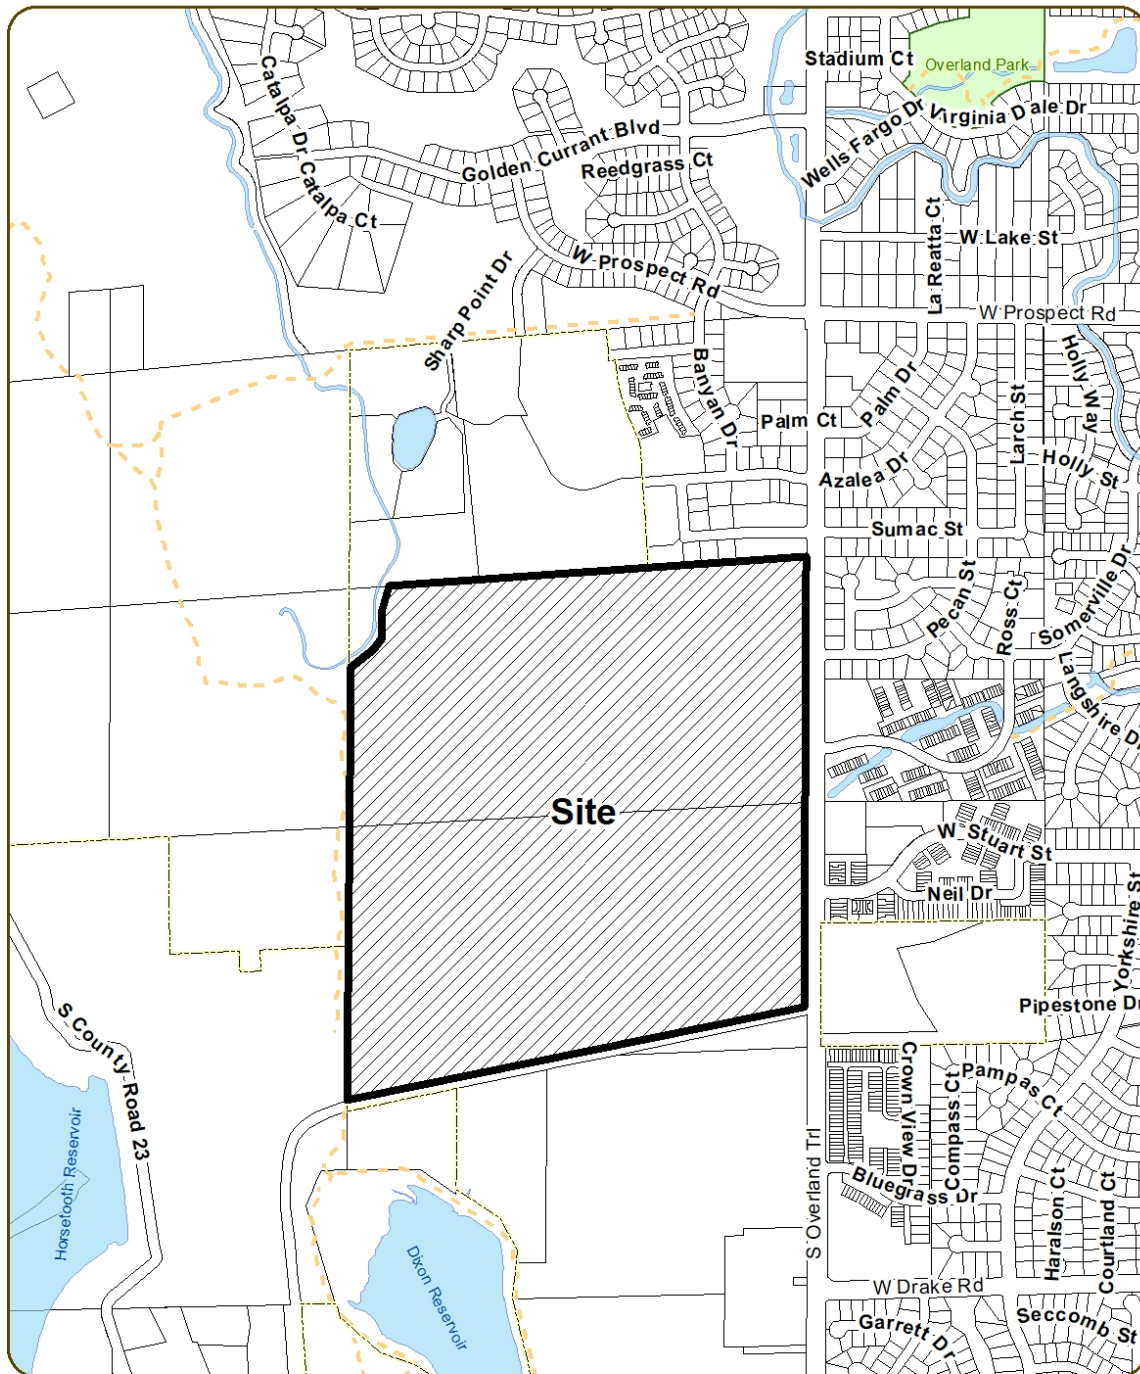 Stadium Ct
Overland Park
Catalpa Dr
Virginia Dale Dr
Wells Fargo Dr
Golden Currant Blvd
Reedgrass Ct
Catalpa Ct
La Reatta Ct
W Lake St
W Prospect Rd
Sharp Point Dr
W Prospect Rd
Holly Way
Banyan Dr
Palm Dr
Larch St
Palm Ct
Azalea Dr
Holly St
Sumac St
Somerville Dr
Pecan St
Ross Ct
Langshire Dr
Site
W Stuart St
Neil Dr
Yorkshire St
Pipestone Dr
S County Road 23
Crown View Dr
Compass Ct
Pampas Ct
Horsetooth Reservoir
S Overland Trl
Bluegrass Dr
Haralson Ct
Courtland Ct
Dixon Reservoir
W Drake Rd
Garrett Dr
Seccomb St